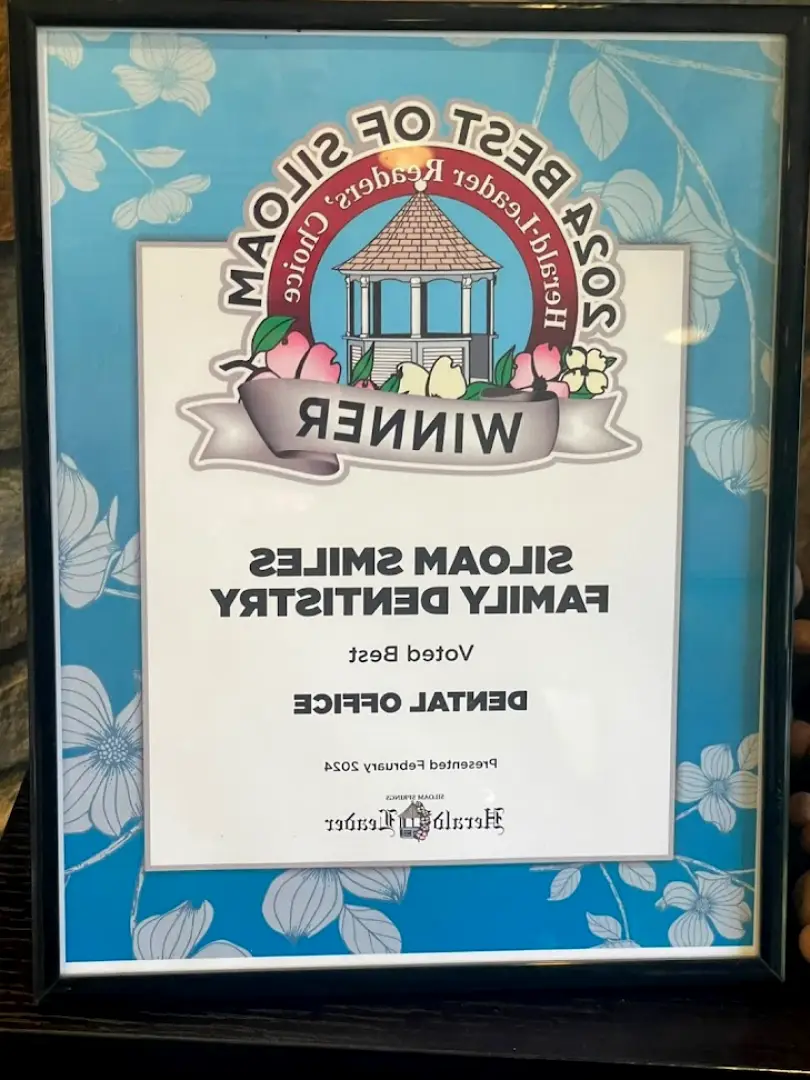 2024 BEST OF SILOAM
Herald-Leader Readers' Choice
WINNER
SILOAM SMILES
FAMILY DENTISTRY
Voted Best
DENTAL OFFICE
Presented February 2024
SILOAM SPRINGS
Herald Leader